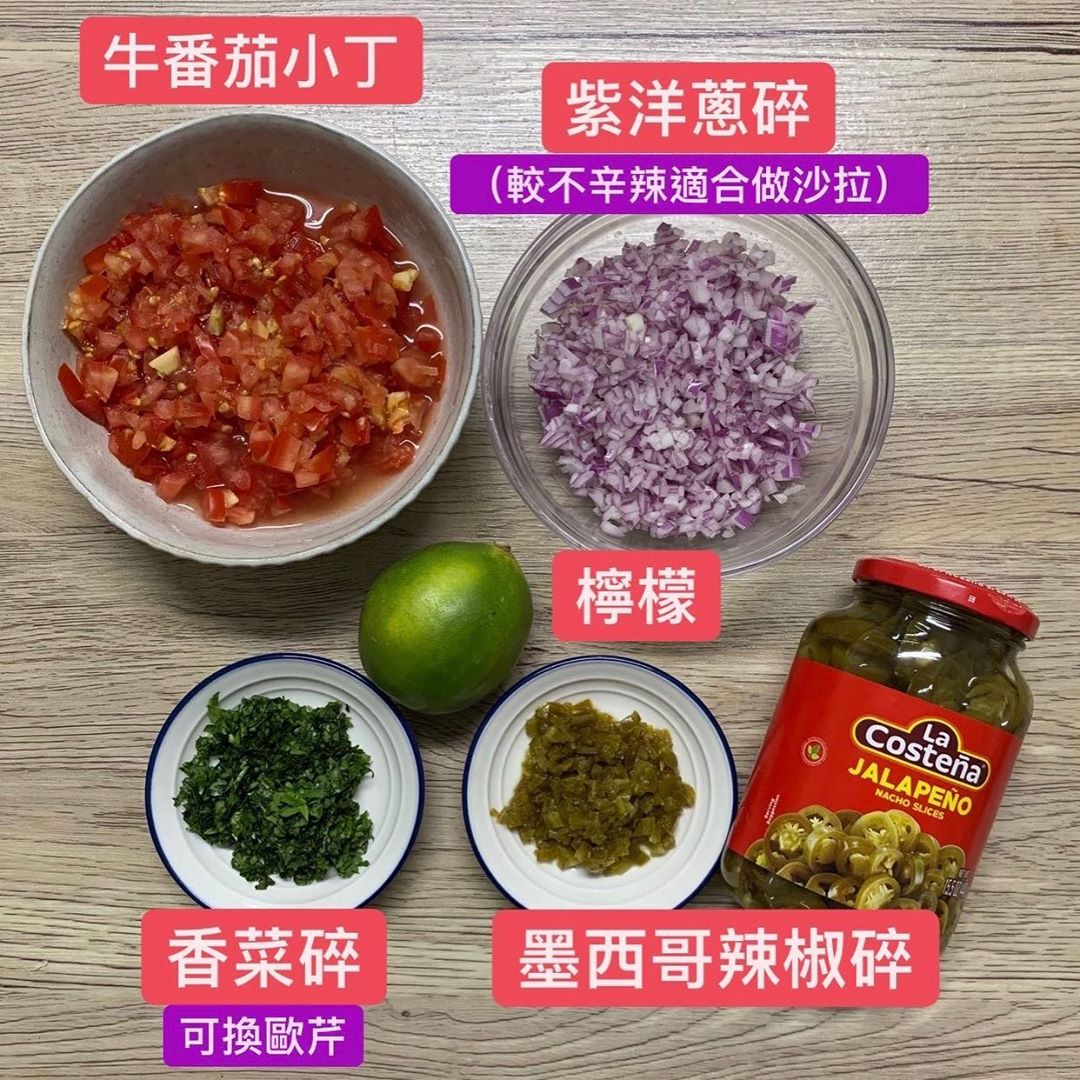 牛番茄小丁
紫洋蔥碎
（較不辛辣適合做沙拉）
檸檬
La
Costeña
JALAPEÑO
NACHO SLICES
香菜碎
可換歐芹
墨西哥辣椒碎